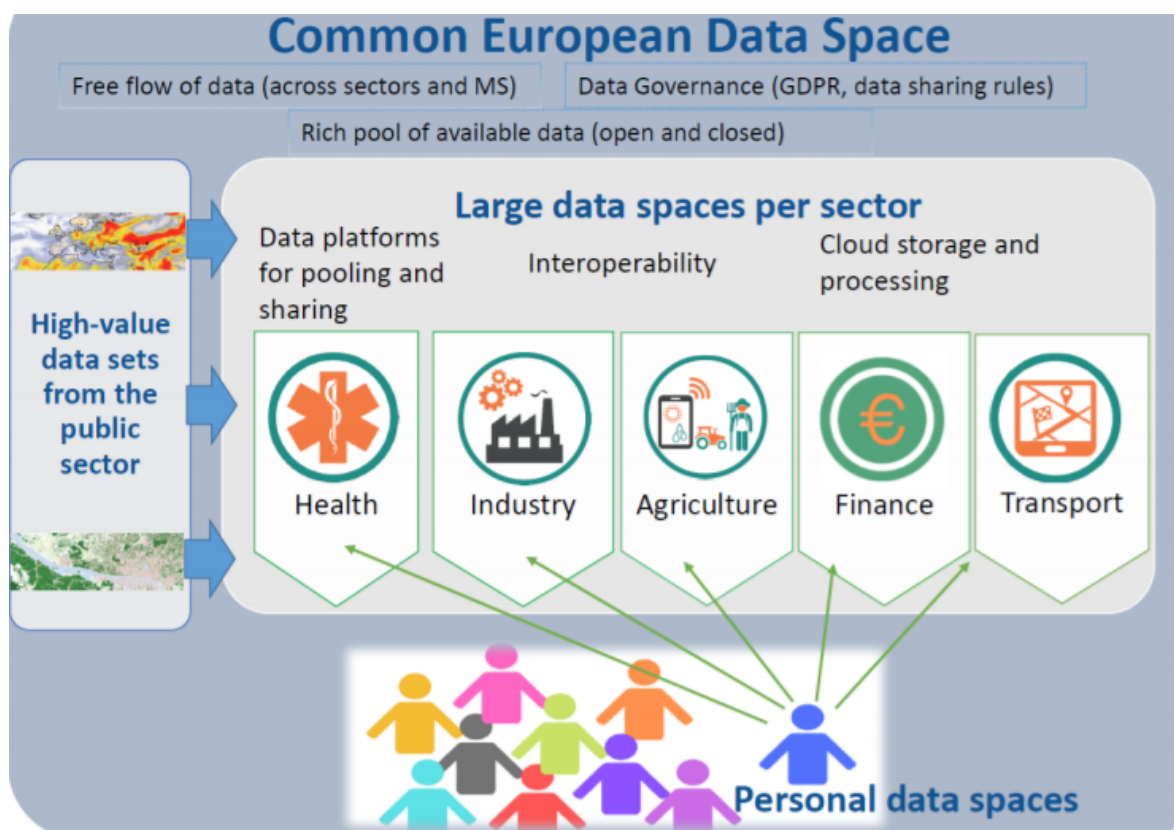 Common European Data Space
Free flow of data (across sectors and MS)
Data Governance (GDPR, data sharing rules)
Rich pool of available data (open and closed)
High-value
data sets
from the
public
sector
Large data spaces per sector
Data platforms
for pooling and
sharing
Interoperability
Cloud storage and
processing
Health
Industry
Agriculture
Finance
Transport
Personal data spaces